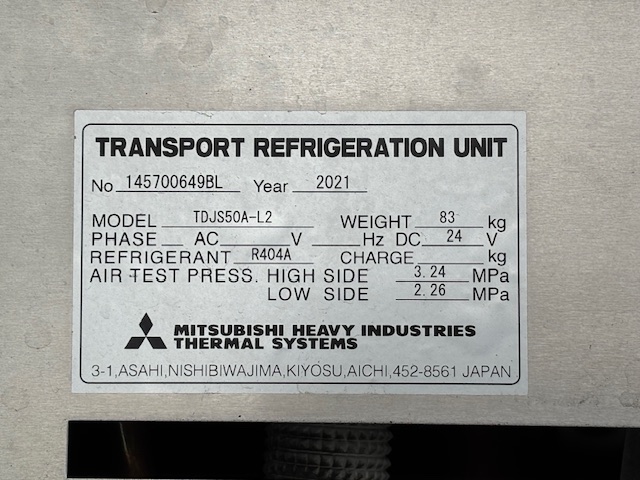 TRANSPORT REFRIGERATION UNIT
No 145700649BL Year 2021
MODEL TDJS50A-L2 WEIGHT 83 kg
PHASE AC V Hz DC 24 V
REFRIGERANT R404A CHARGE kg
AIR TEST PRESS. HIGH SIDE 3.24 MPa
LOW SIDE 2.26 MPa
MITSUBISHI HEAVY INDUSTRIES
THERMAL SYSTEMS
3-1,ASAHI,NISHIBIWAJIMA,KIYOSU,AICHI,452-8561 JAPAN